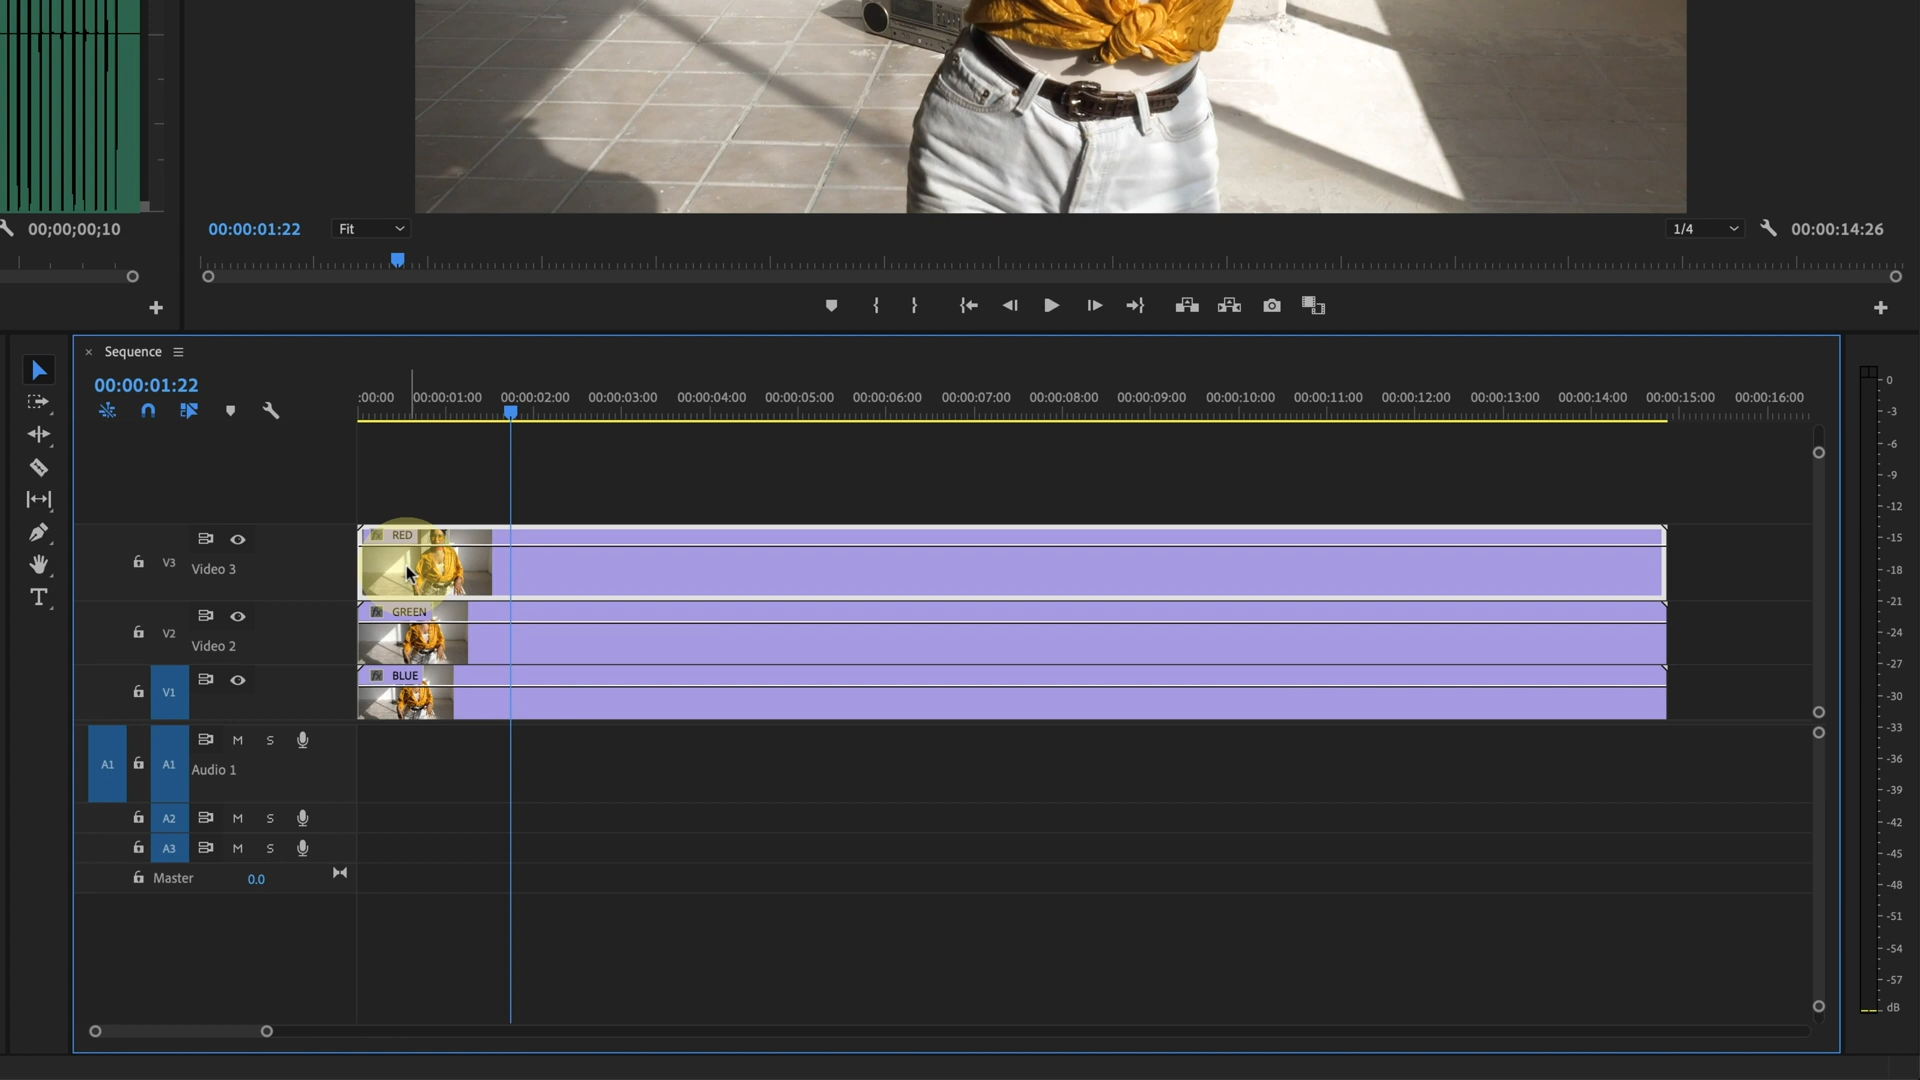 00;00;00;10
00:00:01:22
Fit
1/4
00:00:14:26
× Sequence
00:00:01:22
:00:00 00:00:01:00 00:00:02:00 00:00:03:00 00:00:04:00 00:00:05:00 00:00:06:00 00:00:07:00 00:00:08:00 00:00:09:00 00:00:10:00 00:00:11:00 00:00:12:00 00:00:13:00 00:00:14:00 00:00:15:00 00:00:16:00
fx RED
V3 Video 3
fx GREEN
V2 Video 2
fx BLUE
V1
M S
A1 A1 Audio 1
A2 M S
A3 M S
Master 0.0
T
0
-3
-6
-9
-12
-15
-18
-21
-24
-27
-30
-33
-36
-39
-42
-45
-48
-51
-54
-57
dB